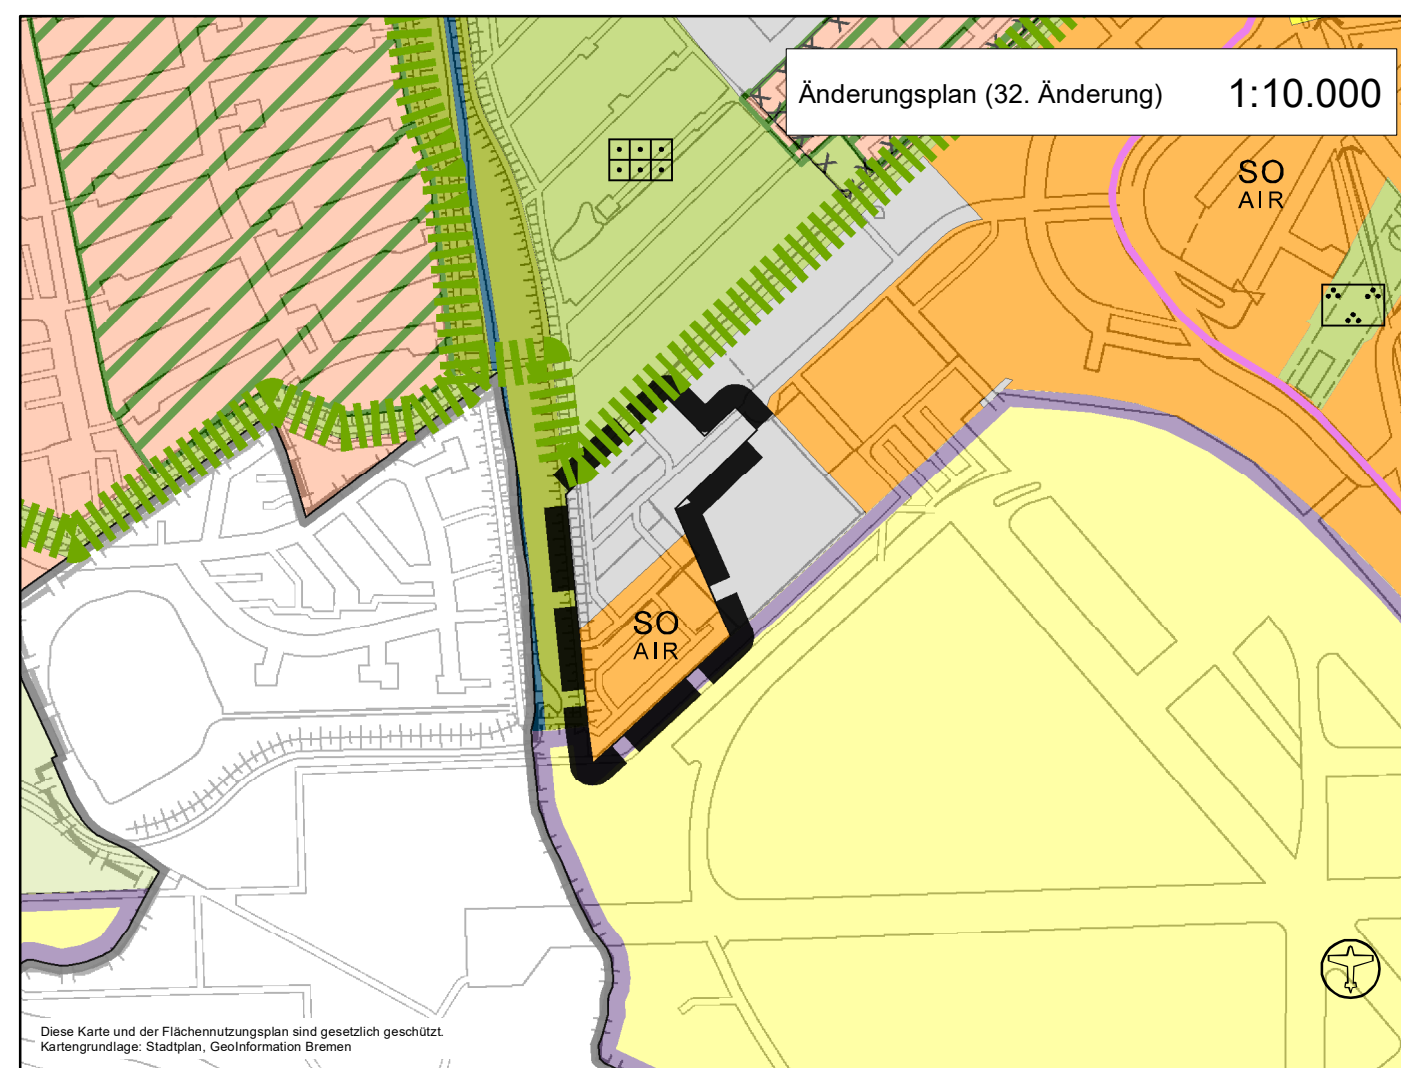 Änderungsplan (32. Änderung) 1:10.000
SO
AIR
SO
AIR
Diese Karte und der Flächennutzungsplan sind gesetzlich geschützt.
Kartengrundlage: Stadtplan, GeoInformation Bremen